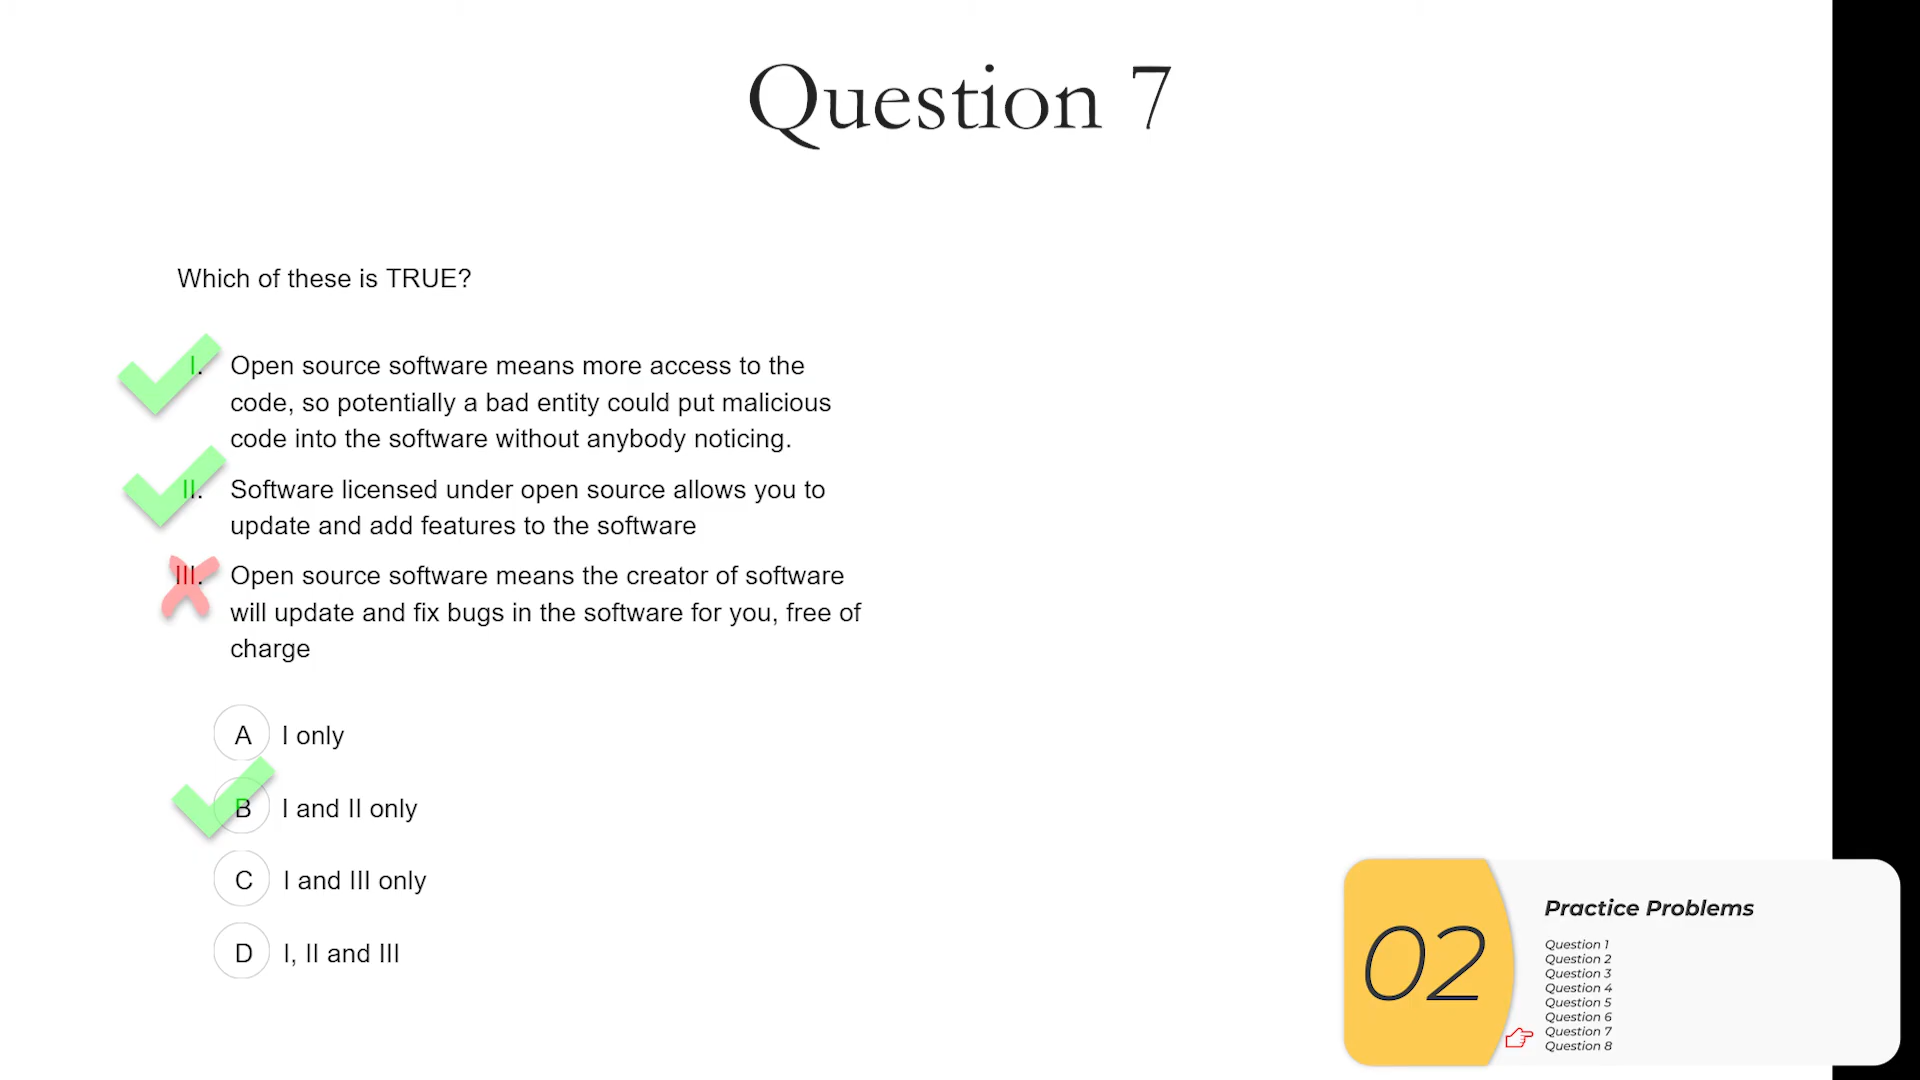 Question 7
Which of these is TRUE?
I. Open source software means more access to the
code, so potentially a bad entity could put malicious
code into the software without anybody noticing.
II. Software licensed under open source allows you to
update and add features to the software
III. Open source software means the creator of software
will update and fix bugs in the software for you, free of
charge
A I only
B I and II only
C I and III only
D I, II and III
02
Practice Problems
Question 1
Question 2
Question 3
Question 4
Question 5
Question 6
Question 7
Question 8